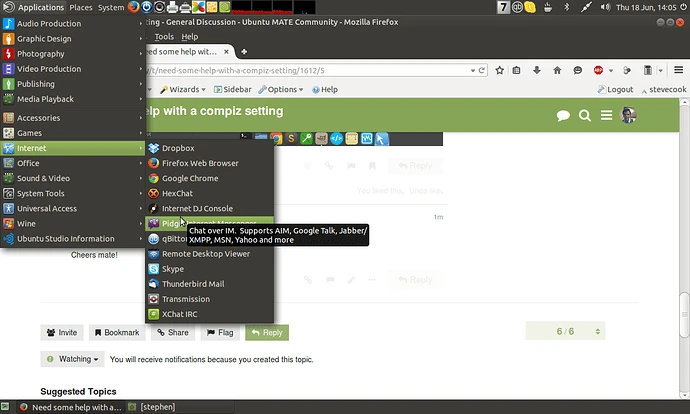 Applications Places System
7
Thu 18 Jun, 14:05
ting - General Discussion - Ubuntu MATE Community - Mozilla Firefox
Tools Help
eed some help with a ...
/t/need-some-help-with-a-compiz-setting/1612/5
Search
Wizards Sidebar Options Help
Logout stevecook
elp with a compiz setting
Audio Production
Graphic Design
Photography
Video Production
Publishing
Media Playback
Accessories
Games
Internet
Office
Sound & Video
System Tools
Universal Access
Wine
Ubuntu Studio Information
Dropbox
Firefox Web Browser
Google Chrome
HexChat
Internet DJ Console
Pidgin Internet Messenger
qBittor
Remote Desktop Viewer
Skype
Thunderbird Mail
Transmission
XChat IRC
Chat over IM. Supports AIM, Google Talk, Jabber/
XMPP, MSN, Yahoo and more
Reply
You liked this.
1m
Cheers mate!
Reply
Invite Bookmark Share Flag Reply
6 / 6
Watching You will receive notifications because you created this topic.
Suggested Topics
Need some help with a... [stephen]